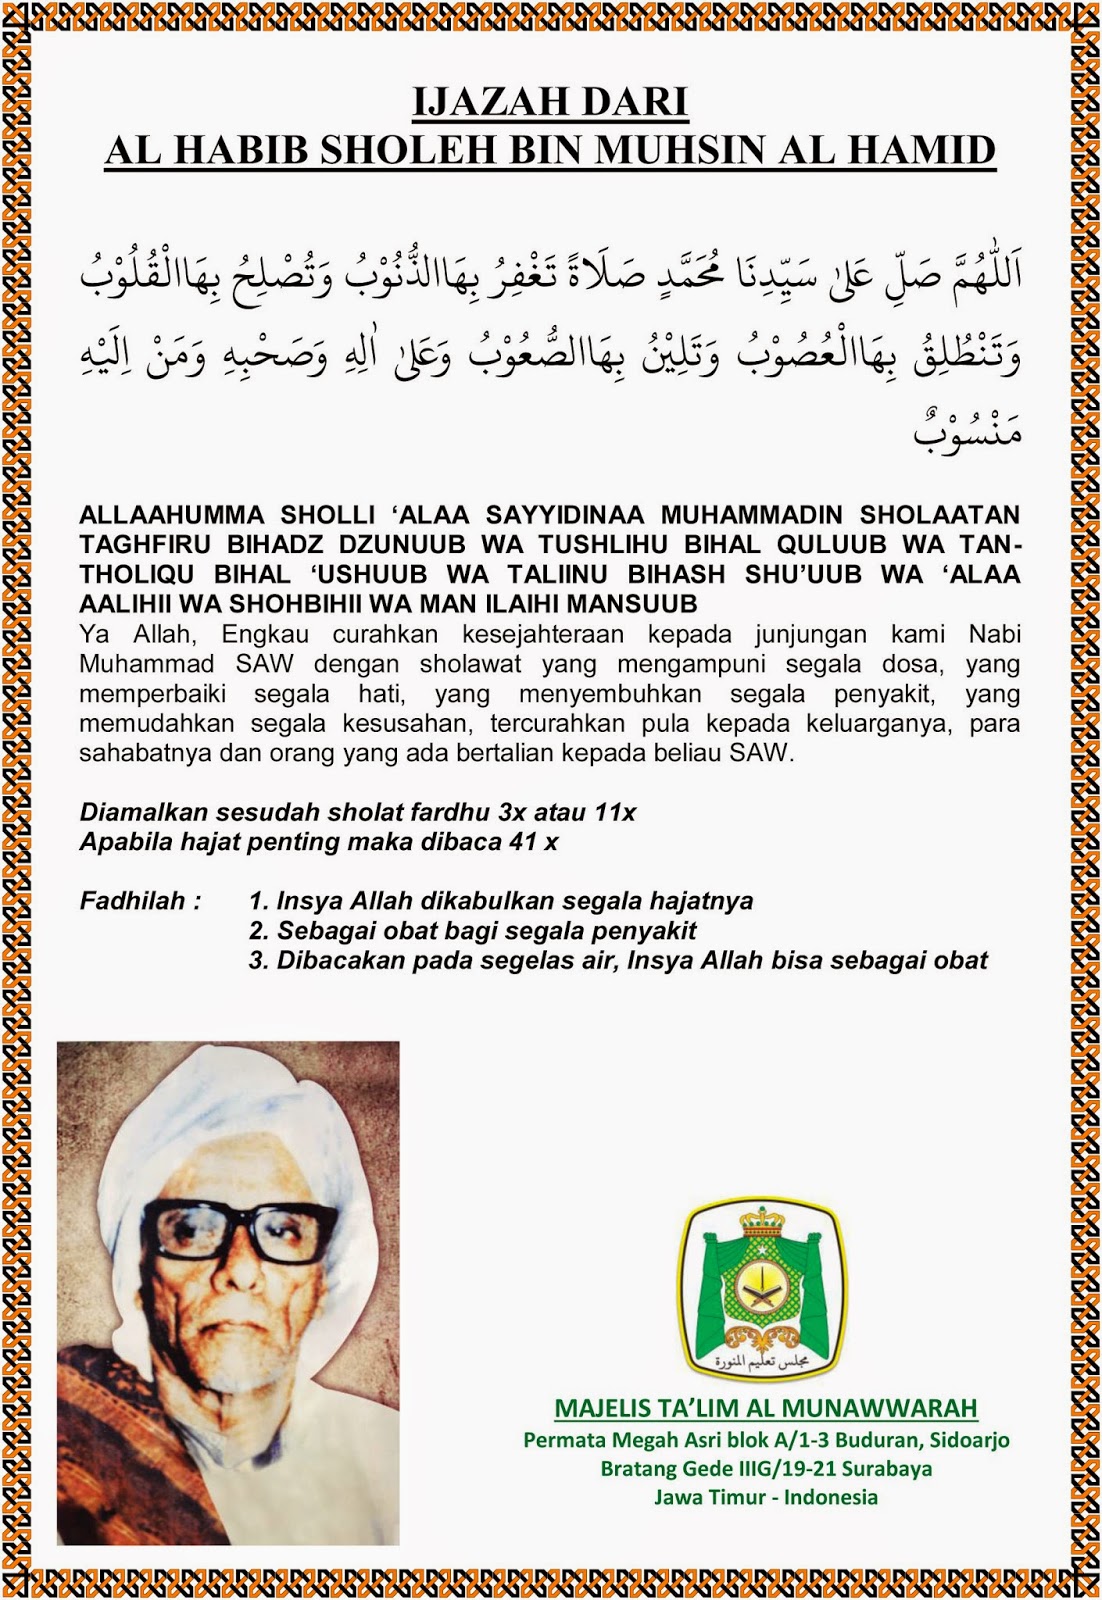 IJAZAH DARI
AL HABIB SHOLEH BIN MUHSIN AL HAMID
اَللّٰهُمَّ صَلِّ عَلىٰ سَيِّدِنَا مُحَمَّدٍ صَلَاةً تَغْفِرُ بِهَاالذُّنُوْبُ وَتُصْلِحُ بِهَاالْقُلُوْبُ
وَتَنْطُلِقُ بِهَاالْعُصُوْبُ وَتَلِيْنُ بِهَاالصُّعُوْبُ وَعَلىٰ اٰلِهِ وَصَحْبِهِ وَمَنْ اِلَيْهِ
مَنْسُوْبٌ
ALLAAHUMMA SHOLLI ‘ALAA SAYYIDINAA MUHAMMADIN SHOLAATAN
TAGHFIRU BIHADZ DZUNUUB WA TUSHLIHU BIHAL QULUUB WA TAN-
THOLIQU BIHAL ‘USHUUB WA TALIINU BIHASH SHU’UUB WA ‘ALAA
AALIHII WA SHOHBIHII WA MAN ILAIHI MANSUUB
Ya Allah, Engkau curahkan kesejahteraan kepada junjungan kami Nabi
Muhammad SAW dengan sholawat yang mengampuni segala dosa, yang
memperbaiki segala hati, yang menyembuhkan segala penyakit, yang
memudahkan segala kesusahan, tercurahkan pula kepada keluarganya, para
sahabatnya dan orang yang ada bertalian kepada beliau SAW.
Diamalkan sesudah sholat fardhu 3x atau 11x
Apabila hajat penting maka dibaca 41 x
Fadhilah : 1. Insya Allah dikabulkan segala hajatnya
2. Sebagai obat bagi segala penyakit
3. Dibacakan pada segelas air, Insya Allah bisa sebagai obat
مجلس تعليم المنورة
MAJELIS TA’LIM AL MUNAWWARAH
Permata Megah Asri blok A/1-3 Buduran, Sidoarjo
Bratang Gede IIIG/19-21 Surabaya
Jawa Timur - Indonesia